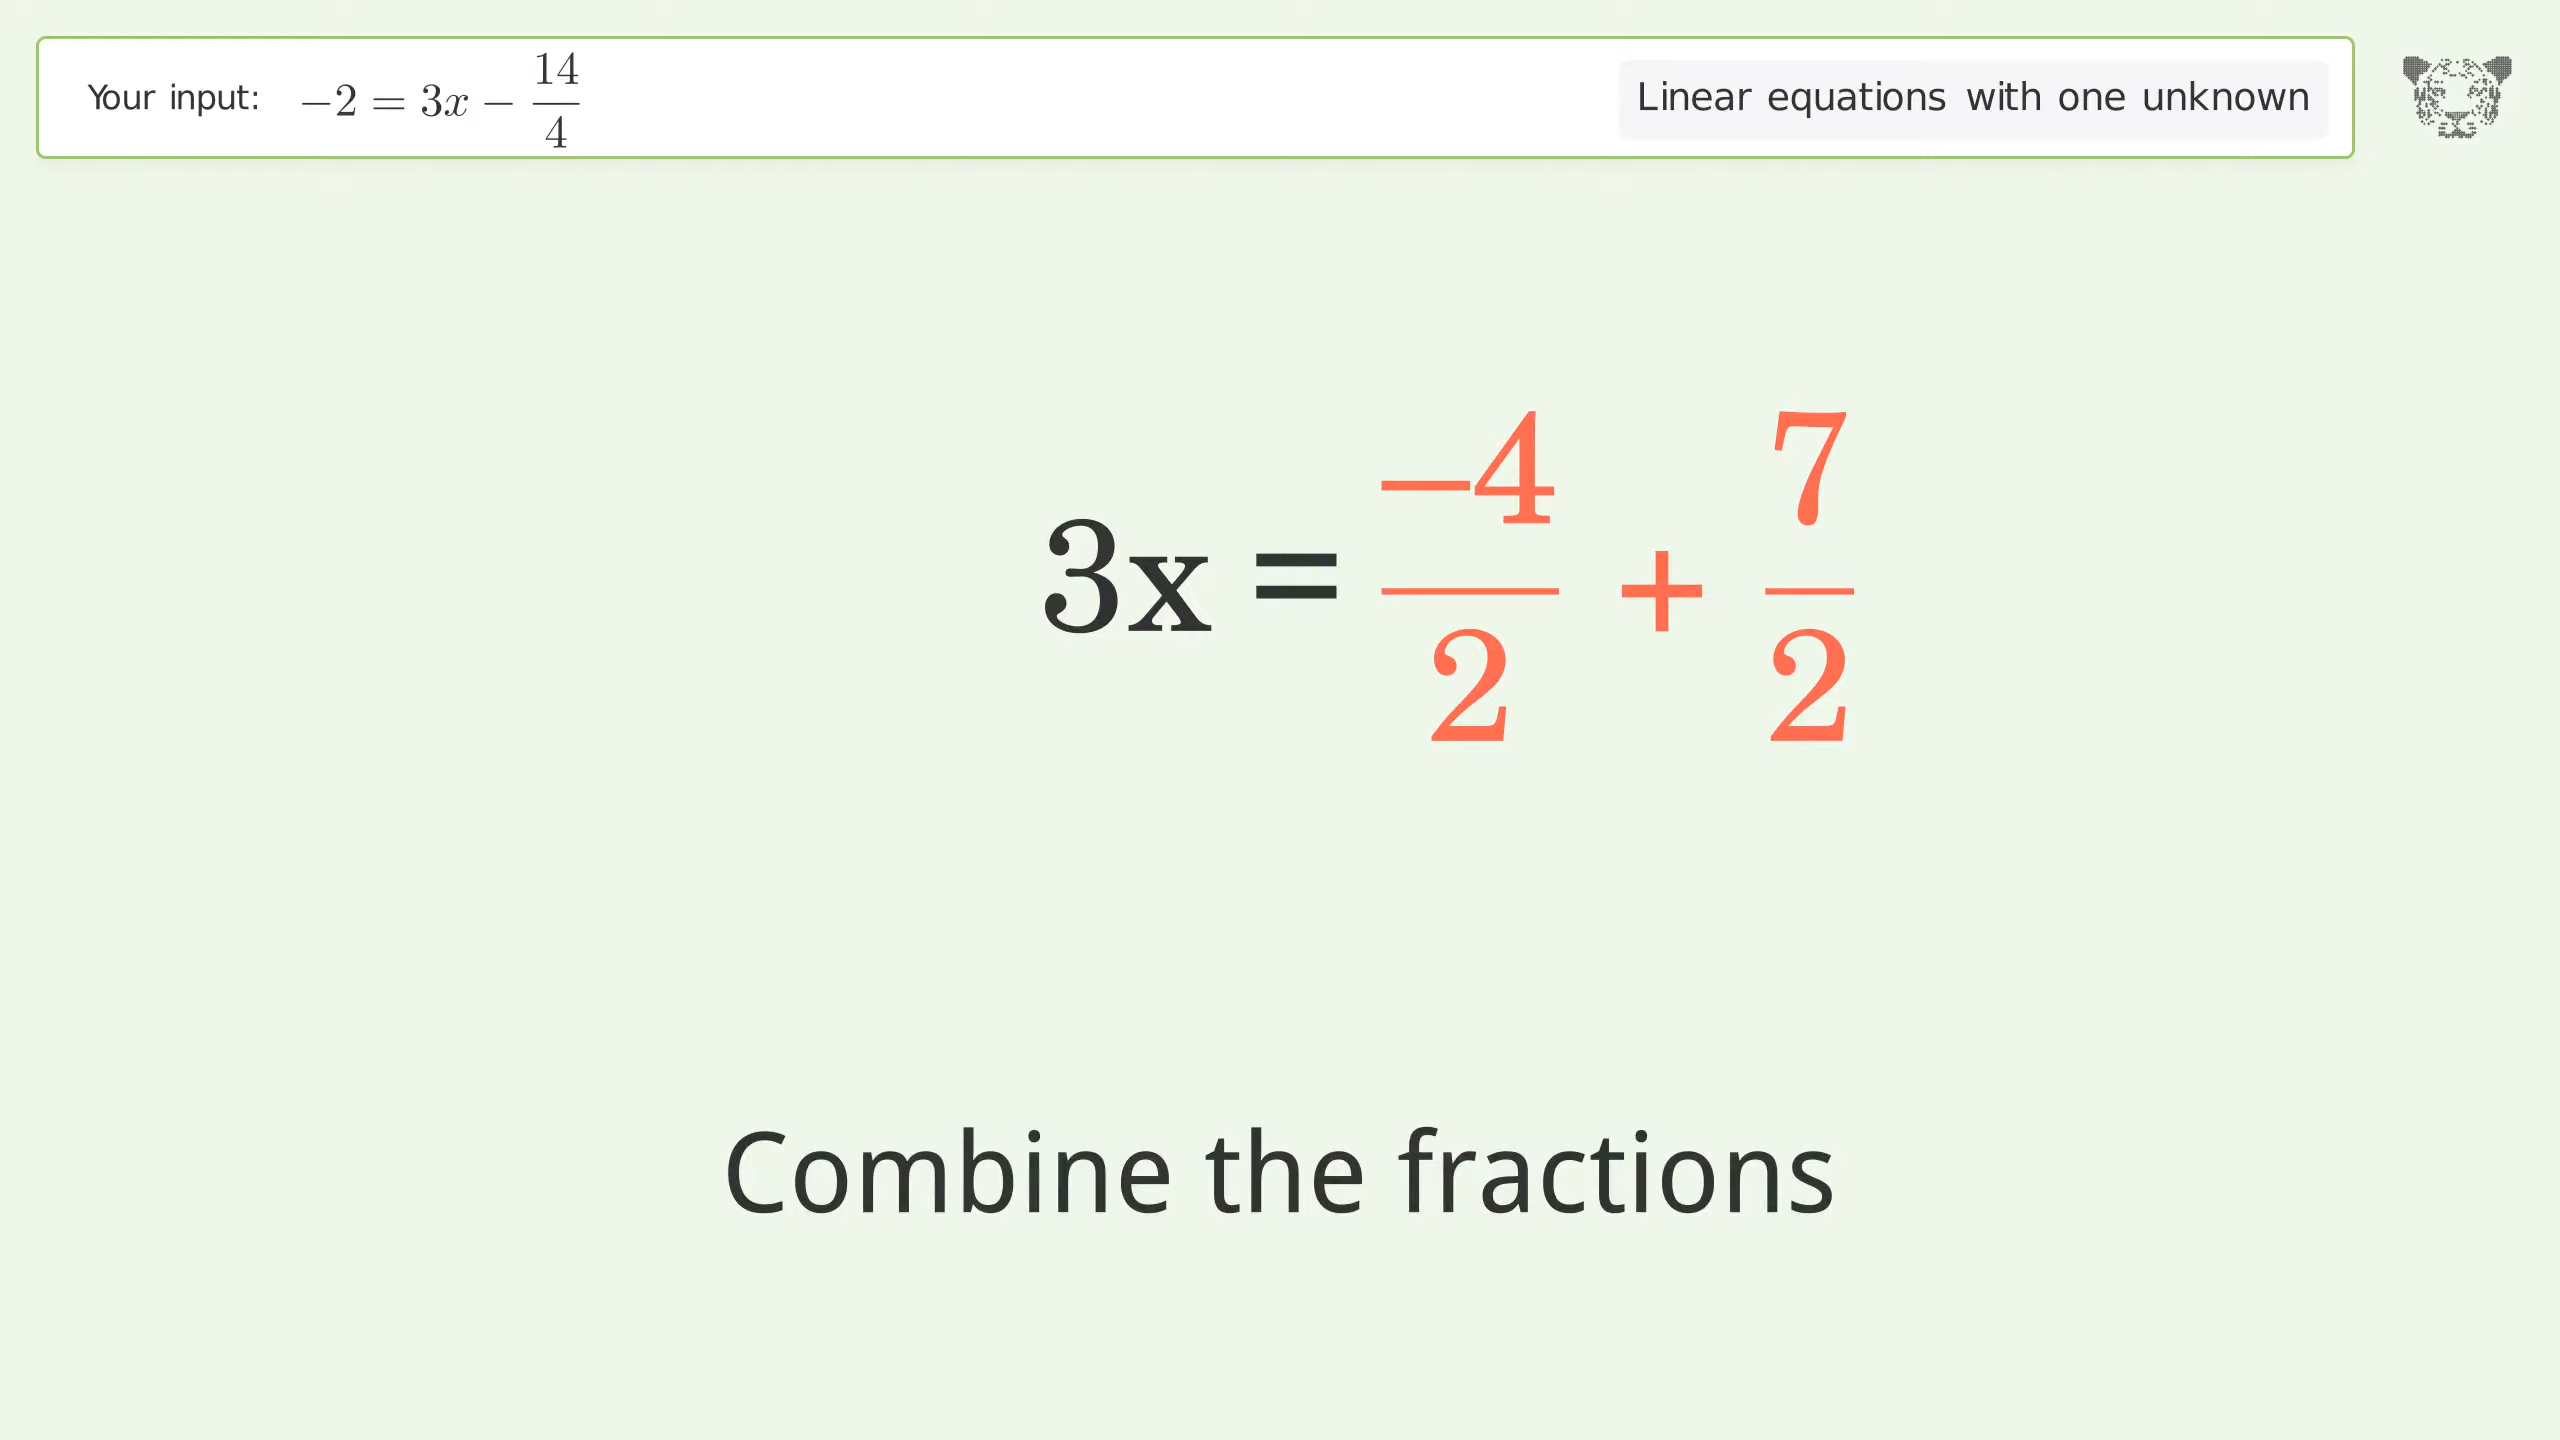 Your input: −2 = 3x − 14/4
Linear equations with one unknown
3x = −4/2 + 7/2
Combine the fractions